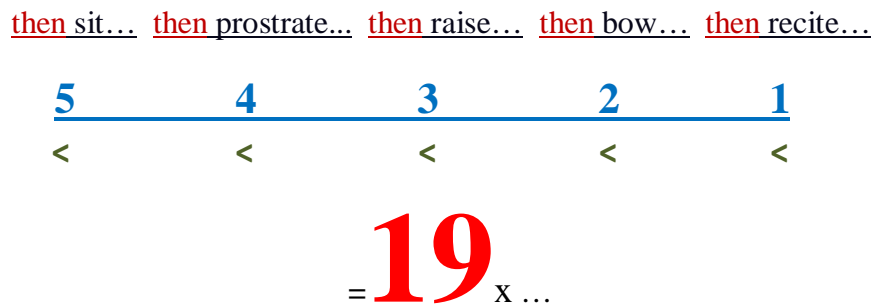 then sit… then prostrate... then raise… then bow… then recite…
5 4 3 2 1
< < < < <
=19 x …